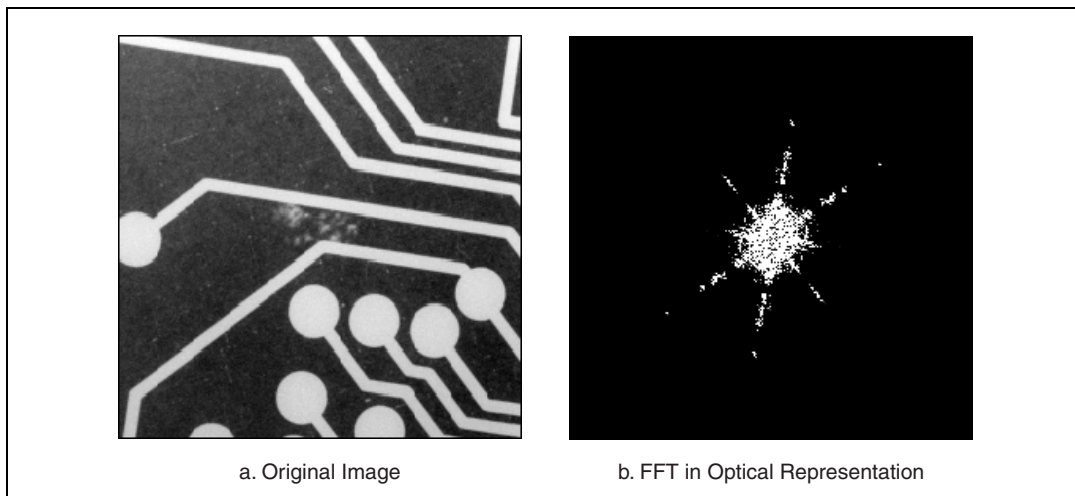 a. Original Image
b. FFT in Optical Representation